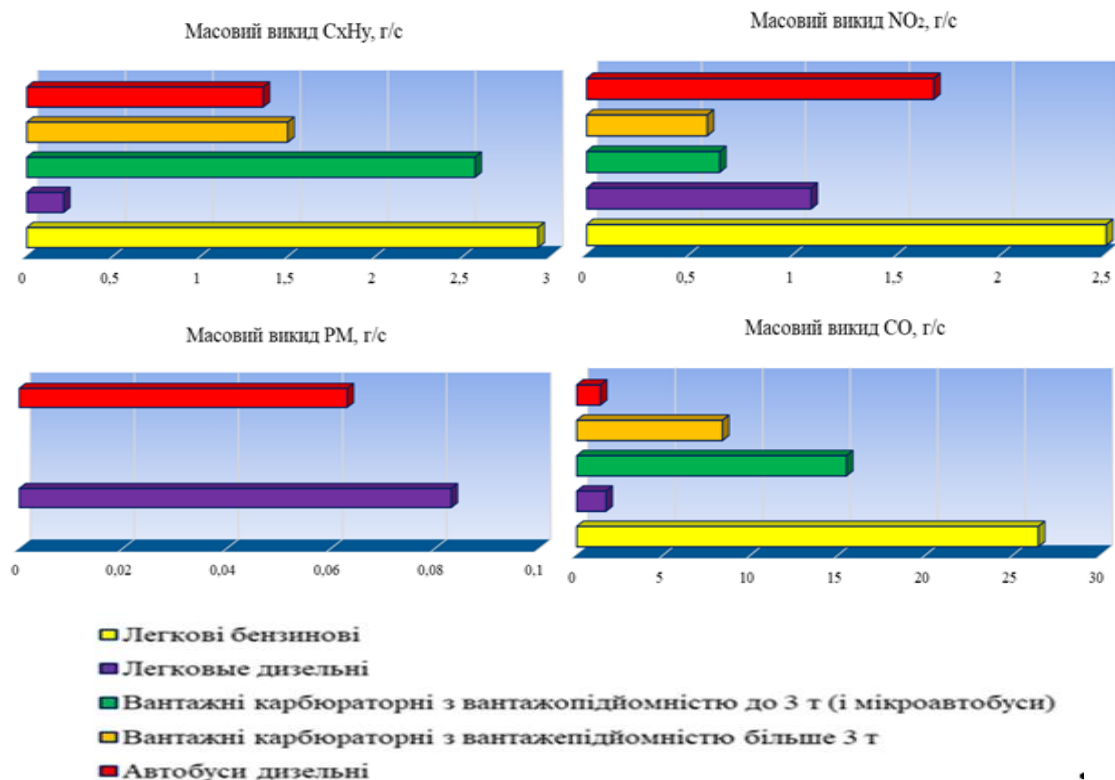 Масовий викид CxHy, г/с
0 0,5 1 1,5 2 2,5 3
Масовий викид NO₂, г/с
0 0,5 1 1,5 2 2,5
Масовий викид PM, г/с
0 0,02 0,04 0,06 0,08 0,1
Масовий викид CO, г/с
0 5 10 15 20 25 30
Легкові бензинові
Легковые дизельні
Вантажні карбюраторні з вантажопідйомністю до 3 т (і мікроавтобуси)
Вантажні карбюраторні з вантажепідйомністю більше 3 т
Автобуси дизельні